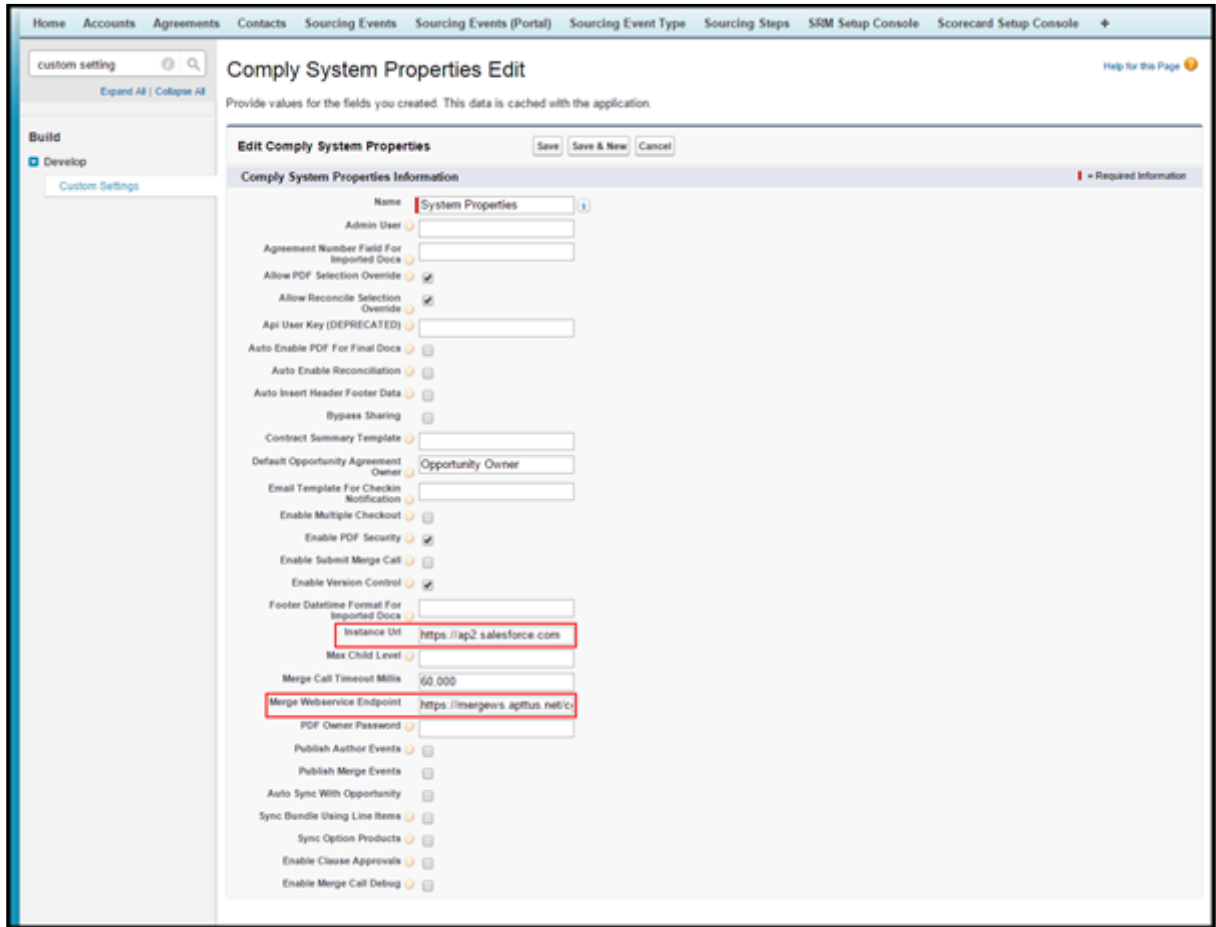 Home Accounts Agreements Contacts Sourcing Events Sourcing Events (Portal) Sourcing Event Type Sourcing Steps SRM Setup Console Scorecard Setup Console +
custom setting
Expand All | Collapse All
Build
Develop
Custom Settings
Comply System Properties Edit
Help for this Page
Provide values for the fields you created. This data is cached with the application.
Edit Comply System Properties Save Save & New Cancel
Comply System Properties Information = Required Information
Name System Properties
Admin User
Agreement Number Field For
Imported Docs
Allow PDF Selection Override
Allow Reconcile Selection
Override
Api User Key (DEPRECATED)
Auto Enable PDF For Final Docs
Auto Enable Reconciliation
Auto Insert Header Footer Data
Bypass Sharing
Contract Summary Template
Default Opportunity Agreement
Owner Opportunity Owner
Email Template For Checkin
Notification
Enable Multiple Checkout
Enable PDF Security
Enable Submit Merge Call
Enable Version Control
Footer Datetime Format For
Imported Docs
Instance Url https://ap2.salesforce.com
Max Child Level
Merge Call Timeout Millis 60,000
Merge Webservice Endpoint https://mergews.apttus.net/c
PDF Owner Password
Publish Author Events
Publish Merge Events
Auto Sync With Opportunity
Sync Bundle Using Line Items
Sync Option Products
Enable Clause Approvals
Enable Merge Call Debug